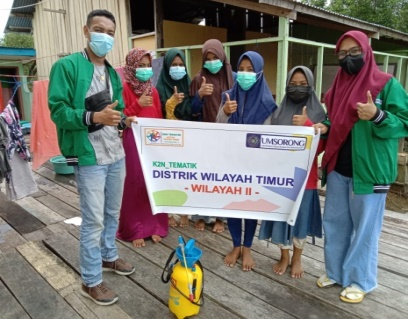 UMSORONG
K2N_TEMATIK
DISTRIK WILAYAH TIMUR
- WILAYAH II -